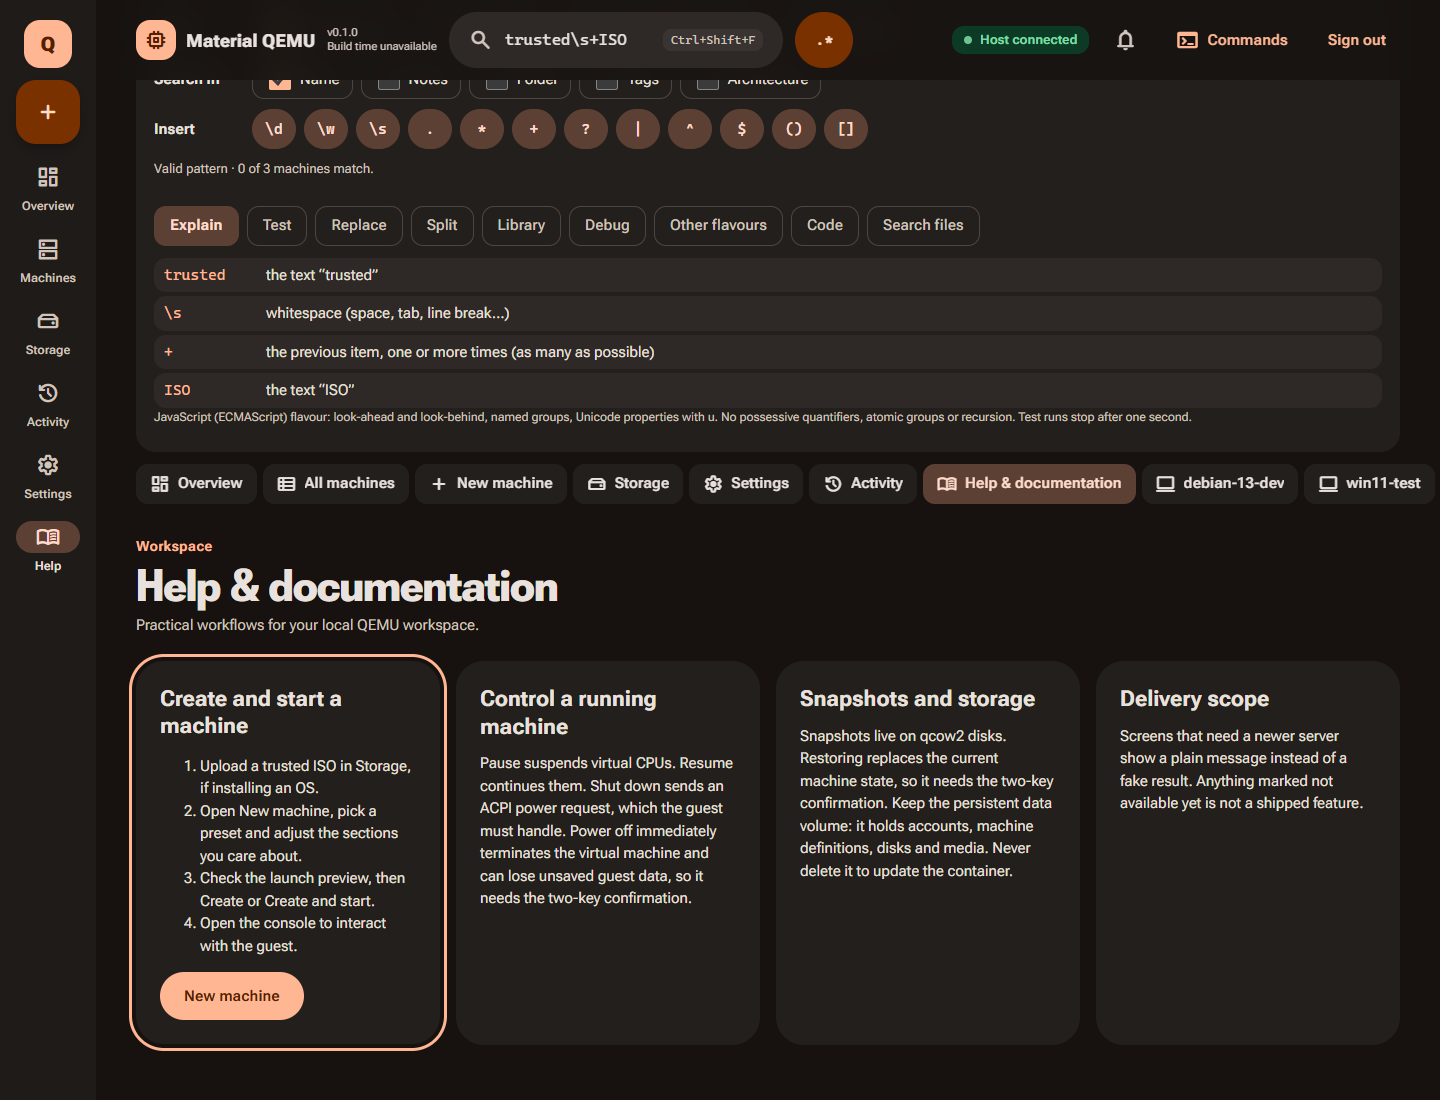 Q
Material QEMU
v0.1.0
Build time unavailable
trusted\s+ISO
Ctrl+Shift+F
.*
Host connected
Commands
Sign out
+
Overview
Machines
Storage
Activity
Settings
Help
Search in
Name
Notes
Folder
Tags
Architecture
Insert
\d
\w
\s
.
*
+
?
|
^
$
()
[]
Valid pattern · 0 of 3 machines match.
Explain
Test
Replace
Split
Library
Debug
Other flavours
Code
Search files
trusted the text “trusted”
\s whitespace (space, tab, line break…)
+ the previous item, one or more times (as many as possible)
ISO the text “ISO”
JavaScript (ECMAScript) flavour: look-ahead and look-behind, named groups, Unicode properties with u. No possessive quantifiers, atomic groups or recursion. Test runs stop after one second.
Overview
All machines
New machine
Storage
Settings
Activity
Help & documentation
debian-13-dev
win11-test
Workspace
Help & documentation
Practical workflows for your local QEMU workspace.
Create and start a
machine
1. Upload a trusted ISO in Storage,
if installing an OS.
2. Open New machine, pick a
preset and adjust the sections
you care about.
3. Check the launch preview, then
Create or Create and start.
4. Open the console to interact
with the guest.
New machine
Control a running
machine
Pause suspends virtual CPUs. Resume
continues them. Shut down sends an
ACPI power request, which the guest
must handle. Power off immediately
terminates the virtual machine and
can lose unsaved guest data, so it
needs the two-key confirmation.
Snapshots and storage
Snapshots live on qcow2 disks.
Restoring replaces the current
machine state, so it needs the two-key
confirmation. Keep the persistent data
volume: it holds accounts, machine
definitions, disks and media. Never
delete it to update the container.
Delivery scope
Screens that need a newer server
show a plain message instead of a
fake result. Anything marked not
available yet is not a shipped feature.